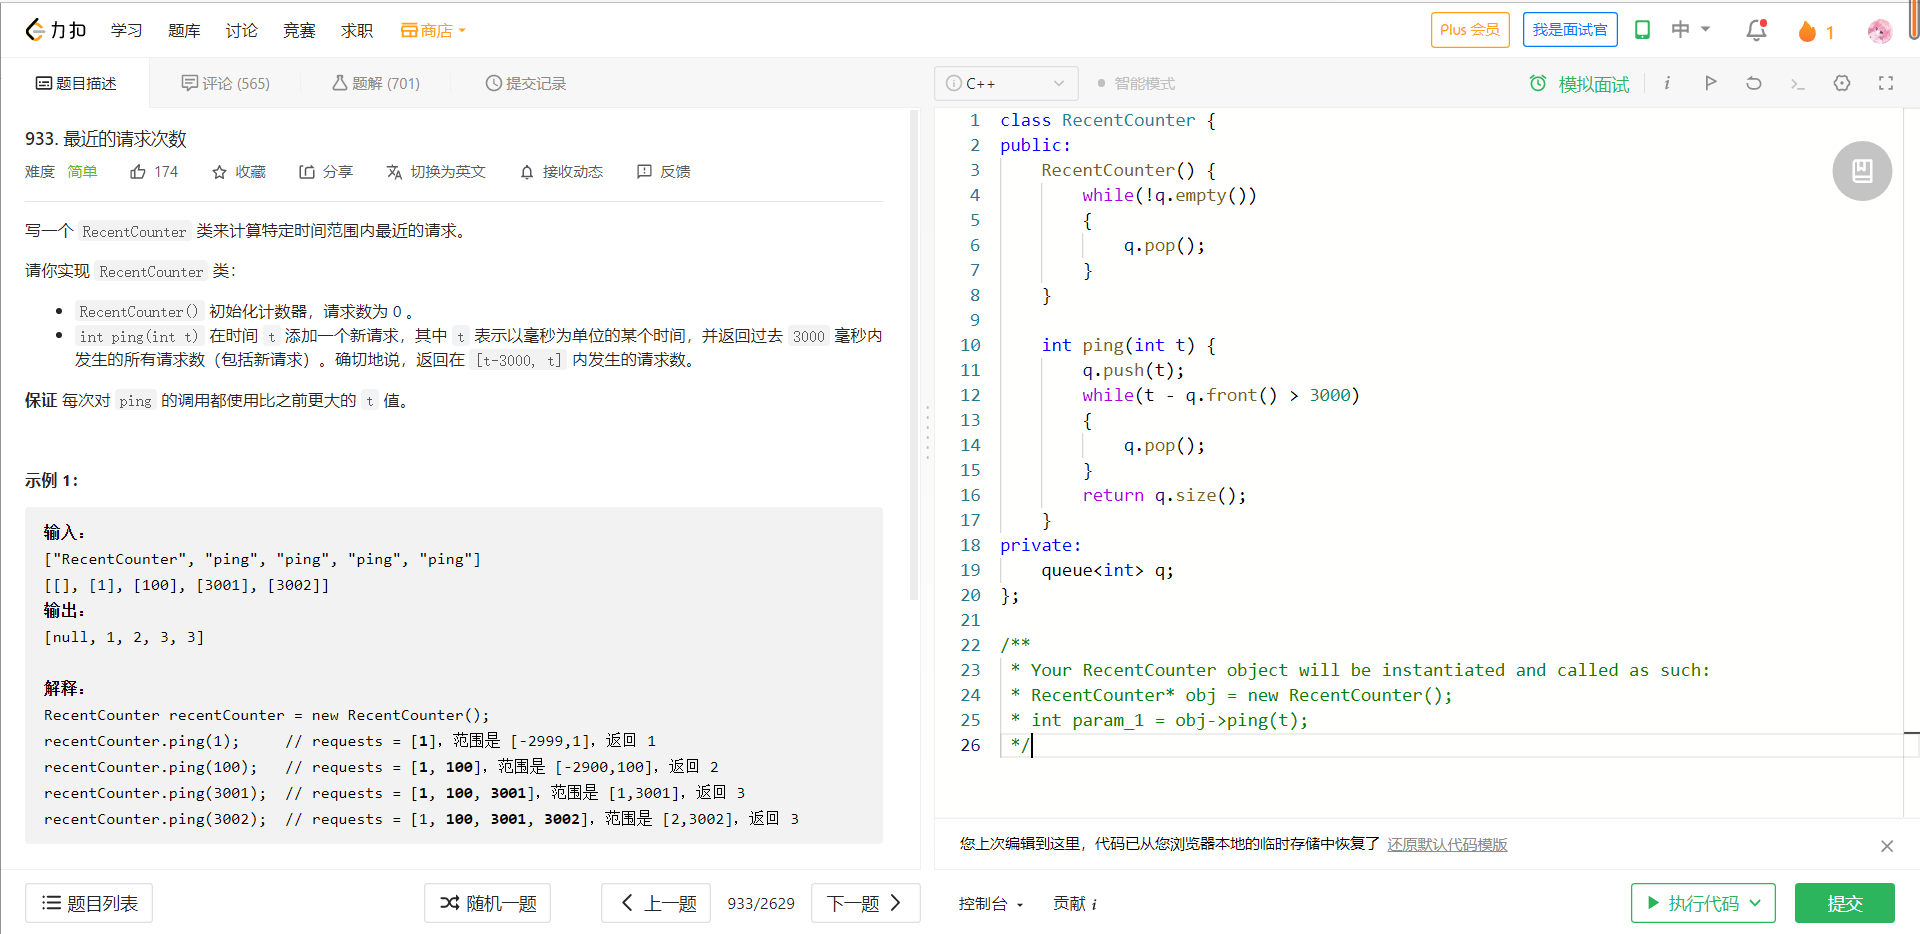 力扣 学习 题库 讨论 竞赛 求职 商店 Plus 会员 我是面试官 中 1
题目描述 评论 (565) 题解 (701) 提交记录 C++ 智能模式 模拟面试
933. 最近的请求次数
难度 简单 174 收藏 分享 切换为英文 接收动态 反馈
写一个 RecentCounter 类来计算特定时间范围内最近的请求。
请你实现 RecentCounter 类：
RecentCounter() 初始化计数器，请求数为 0 。
int ping(int t) 在时间 t 添加一个新请求，其中 t 表示以毫秒为单位的某个时间，并返回过去 3000 毫秒内
发生的所有请求数（包括新请求）。确切地说，返回在 [t-3000, t] 内发生的请求数。
保证 每次对 ping 的调用都使用比之前更大的 t 值。
示例 1：
输入：
["RecentCounter", "ping", "ping", "ping", "ping"]
[[], [1], [100], [3001], [3002]]
输出：
[null, 1, 2, 3, 3]
解释：
RecentCounter recentCounter = new RecentCounter();
recentCounter.ping(1);     // requests = [1]，范围是 [-2999,1]，返回 1
recentCounter.ping(100);   // requests = [1, 100]，范围是 [-2900,100]，返回 2
recentCounter.ping(3001);  // requests = [1, 100, 3001]，范围是 [1,3001]，返回 3
recentCounter.ping(3002);  // requests = [1, 100, 3001, 3002]，范围是 [2,3002]，返回 3
题目列表 随机一题 上一题 933/2629 下一题
1 class RecentCounter {
2 public:
3     RecentCounter() {
4         while(!q.empty())
5         {
6             q.pop();
7         }
8     }
9
10     int ping(int t) {
11         q.push(t);
12         while(t - q.front() > 3000)
13         {
14             q.pop();
15         }
16         return q.size();
17     }
18 private:
19     queue<int> q;
20 };
21
22 /**
23  * Your RecentCounter object will be instantiated and called as such:
24  * RecentCounter* obj = new RecentCounter();
25  * int param_1 = obj->ping(t);
26  */
您上次编辑到这里，代码已从您浏览器本地的临时存储中恢复了 还原默认代码模版
控制台 贡献 i 执行代码 提交